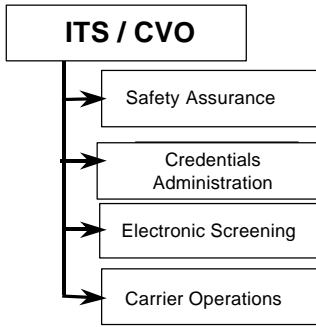 ITS / CVO
Safety Assurance
Credentials
Administration
Electronic Screening
Carrier Operations